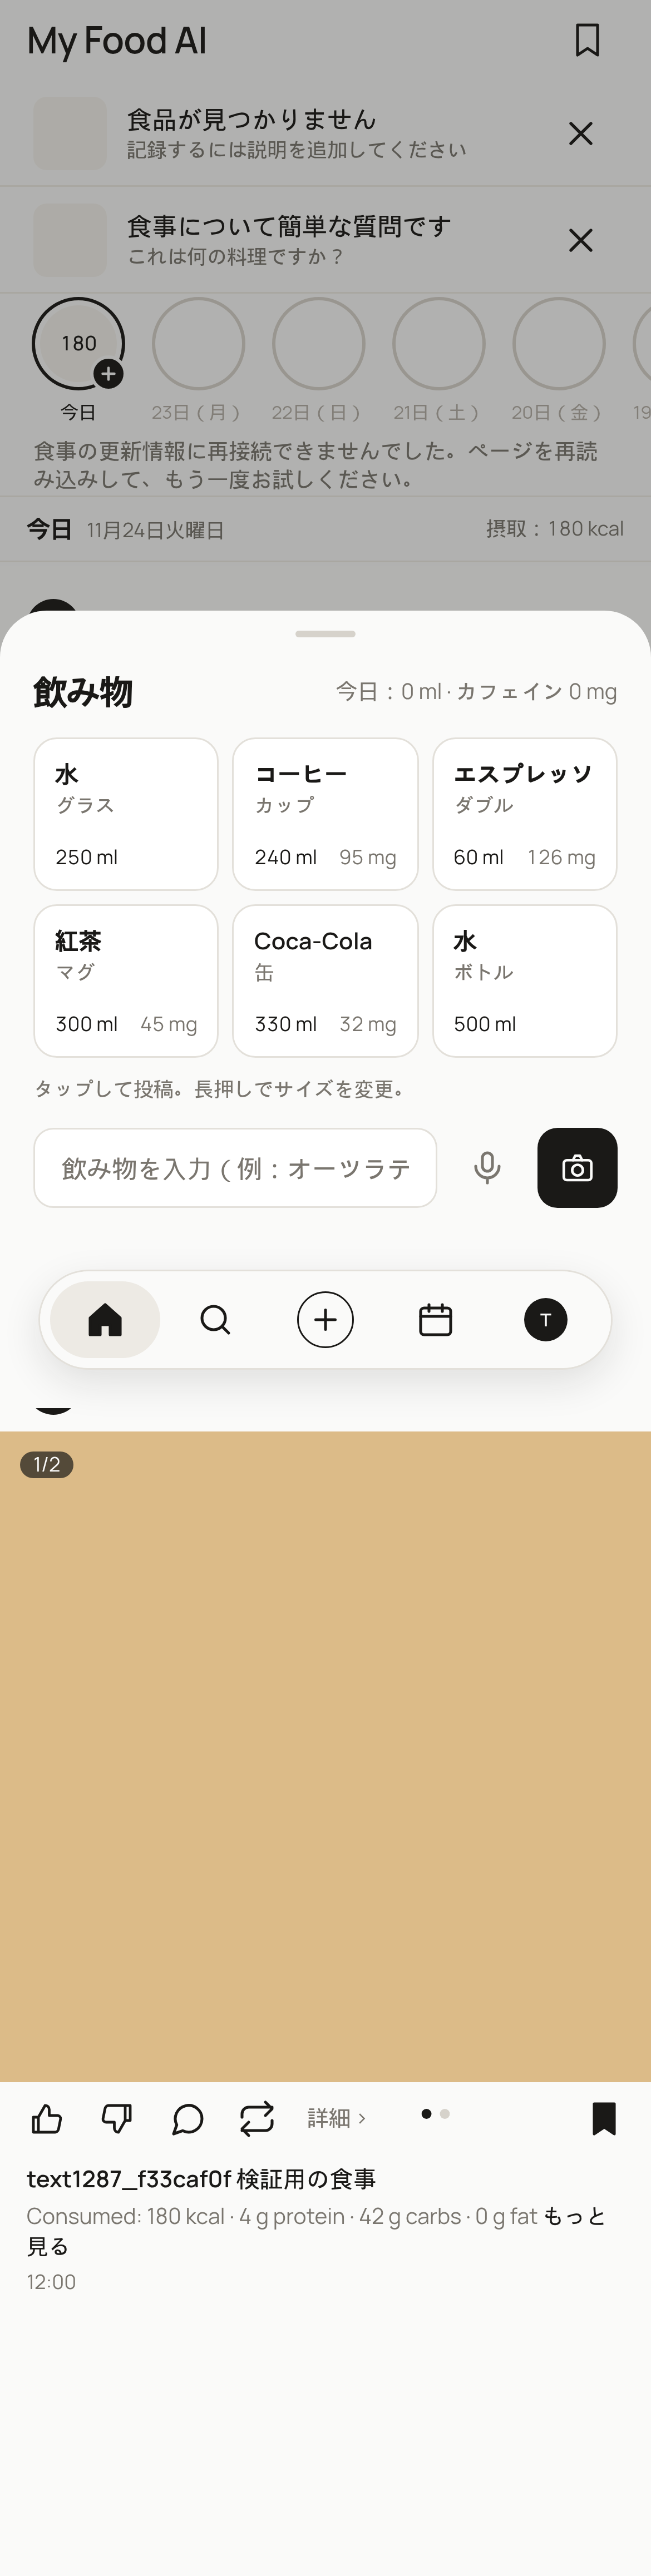 My Food AI
食品が見つかりません
記録するには説明を追加してください
食事について簡単な質問です
これは何の料理ですか？
180
今日 23日（月） 22日（日） 21日（土） 20日（金） 19
食事の更新情報に再接続できませんでした。ページを再読
み込みして、もう一度お試しください。
今日 11月24日火曜日 摂取：180 kcal
飲み物 今日：0 ml · カフェイン 0 mg
水 コーヒー エスプレッソ
グラス カップ ダブル
250 ml 240 ml 95 mg 60 ml 126 mg
紅茶 Coca-Cola 水
マグ 缶 ボトル
300 ml 45 mg 330 ml 32 mg 500 ml
タップして投稿。長押しでサイズを変更。
飲み物を入力（例：オーツラテ
T
1/2
詳細 ›
text1287_f33caf0f 検証用の食事
Consumed: 180 kcal · 4 g protein · 42 g carbs · 0 g fat もっと
見る
12:00